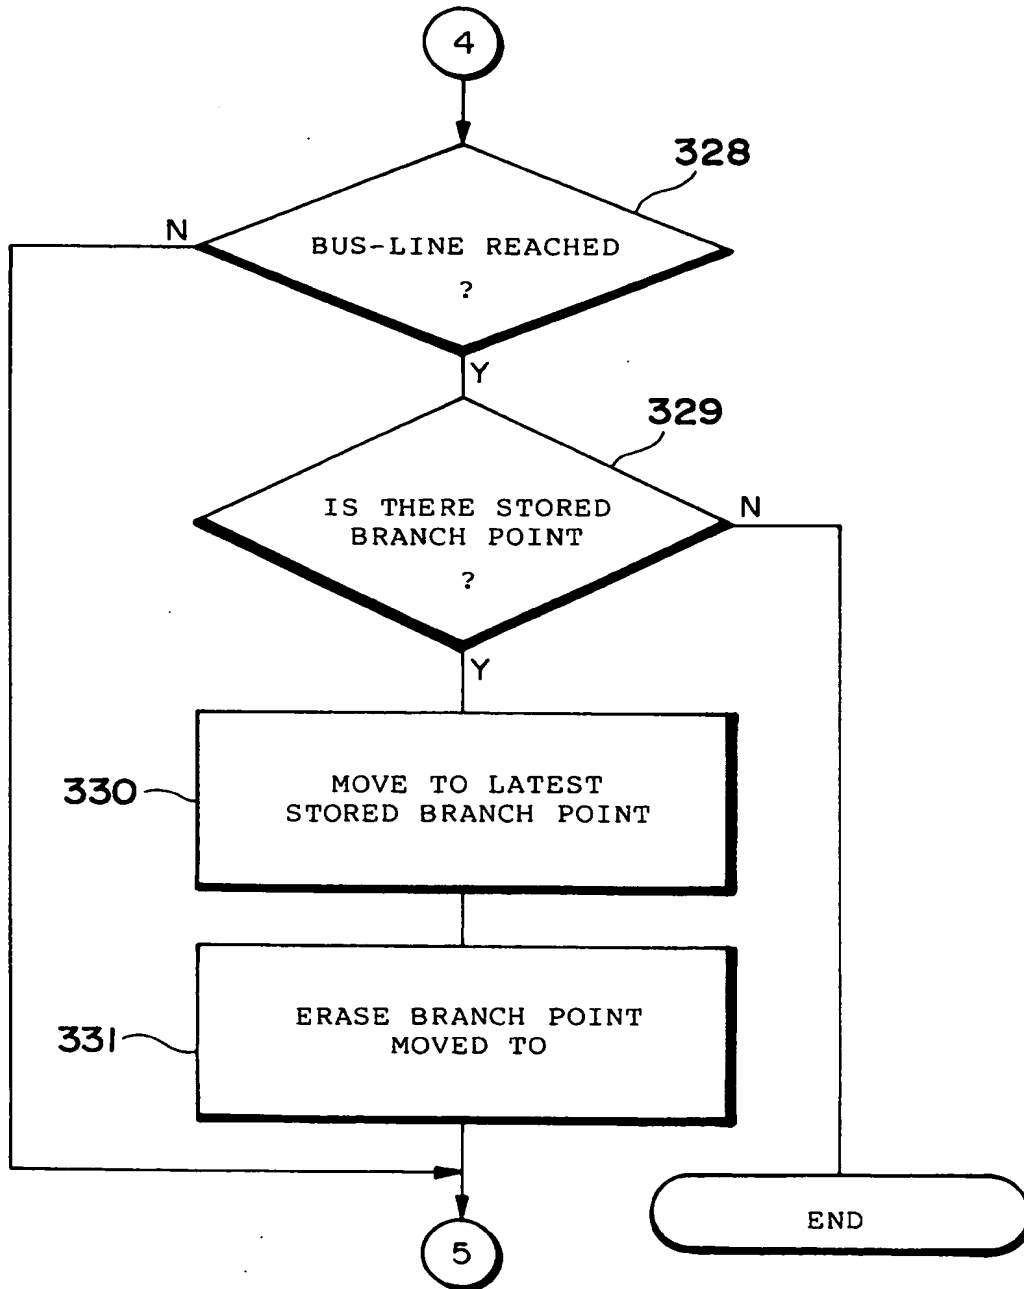 4
328
N
BUS-LINE REACHED
?
Y
329
IS THERE STORED
BRANCH POINT
?
N
Y
330
MOVE TO LATEST
STORED BRANCH POINT
331
ERASE BRANCH POINT
MOVED TO
END
5